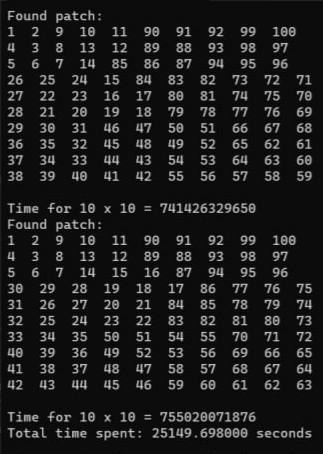 Found patch:
1 2 9 10 11 90 91 92 99 100
4 3 8 13 12 89 88 93 98 97
5 6 7 14 85 86 87 94 95 96
26 25 24 15 84 83 82 73 72 71
27 22 23 16 17 80 81 74 75 70
28 21 20 19 18 79 78 77 76 69
29 30 31 46 47 50 51 66 67 68
36 35 32 45 48 49 52 65 62 61
37 34 33 44 43 54 53 64 63 60
38 39 40 41 42 55 56 57 58 59
Time for 10 x 10 = 741426329650
Found patch:
1 2 9 10 11 90 91 92 99 100
4 3 8 13 12 89 88 93 98 97
5 6 7 14 15 16 87 94 95 96
30 29 28 19 18 17 86 77 76 75
31 26 27 20 21 84 85 78 79 74
32 25 24 23 22 83 82 81 80 73
33 34 35 50 51 54 55 70 71 72
40 39 36 49 52 53 56 69 66 65
41 38 37 48 47 58 57 68 67 64
42 43 44 45 46 59 60 61 62 63
Time for 10 x 10 = 755020071876
Total time spent: 25149.698000 seconds